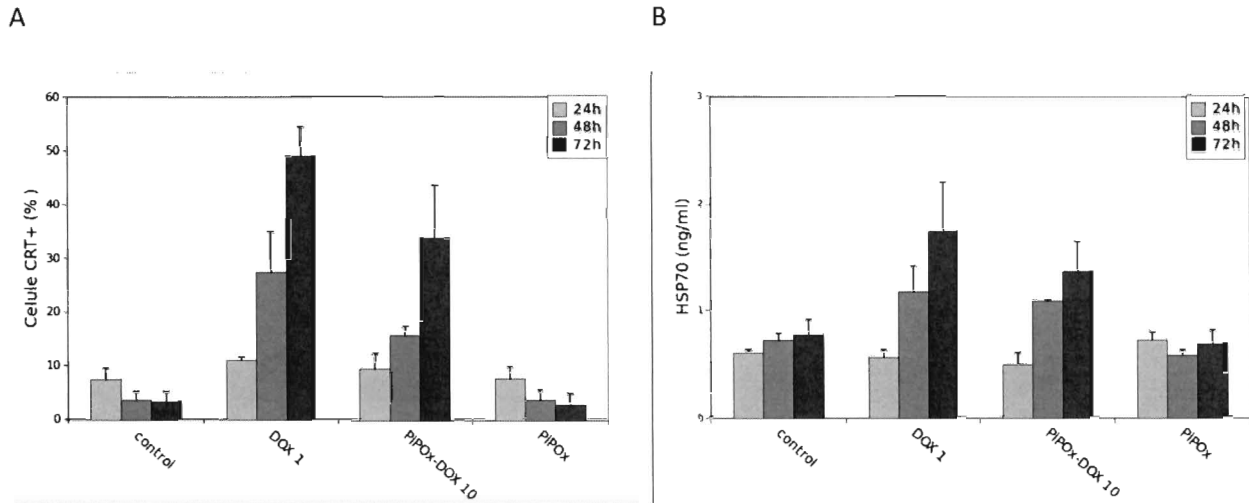 A
B
60
50
40
30
20
10
0
Celule CRT+ (%)
24h
48h
72h
control
DOX 1
PiPOx-DOX 10
PiPOx
3
2
1
0
HSP70 (ng/ml)
24h
48h
72h
control
DOX 1
PiPOx-DOX 10
PiPOx